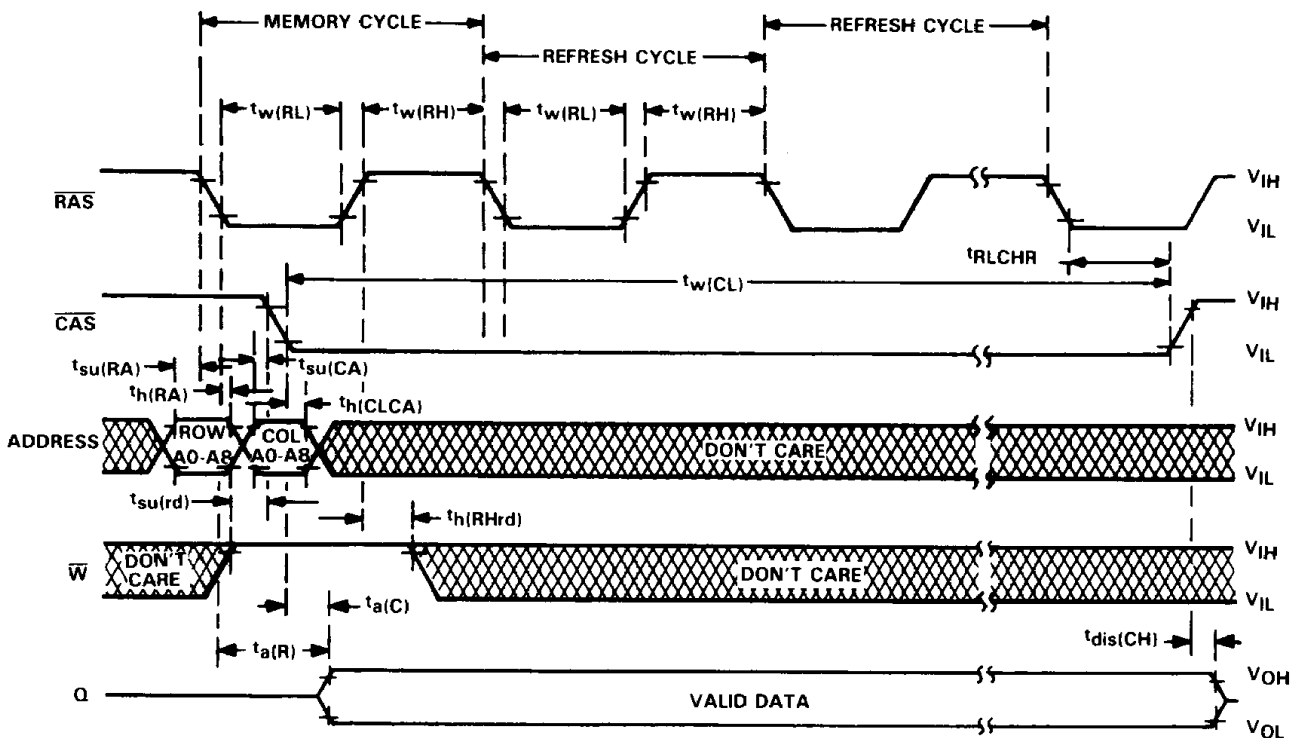 MEMORY CYCLE
REFRESH CYCLE
REFRESH CYCLE
tw(RL)
tw(RH)
tw(RL)
tw(RH)
RAS
VIH
VIL
tRLCHR
tw(CL)
CAS
VIH
VIL
tsu(RA)
tsu(CA)
th(RA)
th(CLCA)
ADDRESS
ROW
A0-A8
COL
A0-A8
DON'T CARE
VIH
VIL
tsu(rd)
th(RHrd)
W
DON'T
CARE
DON'T CARE
VIH
VIL
ta(C)
ta(R)
tdis(CH)
Q
VALID DATA
VOH
VOL